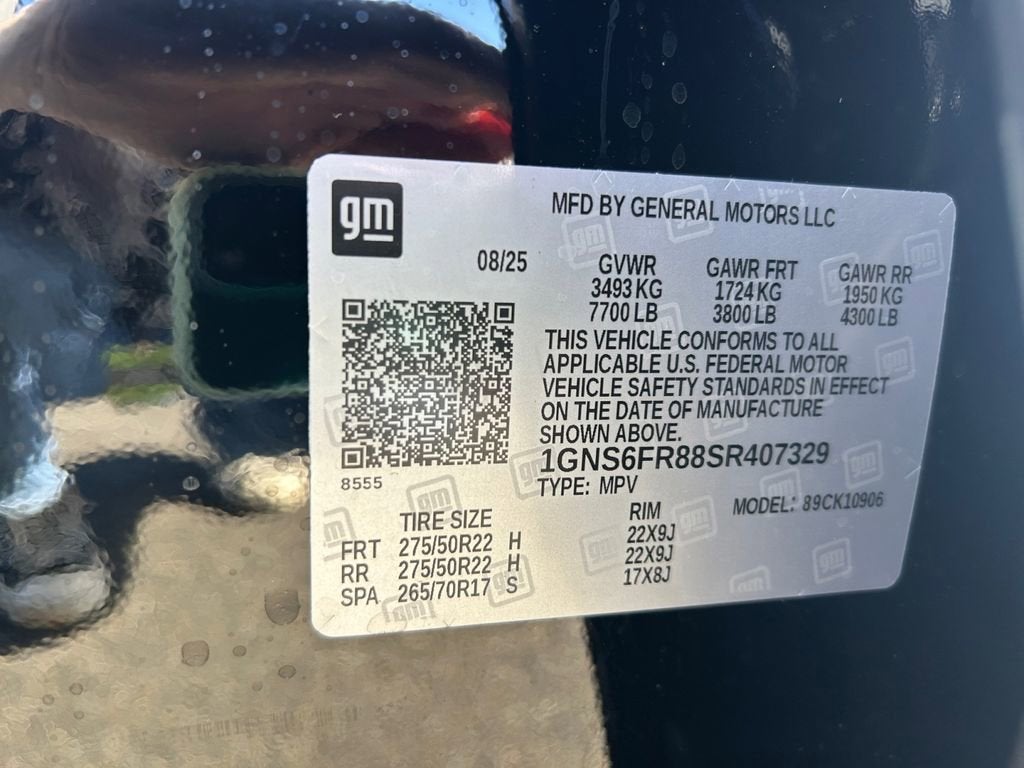 gm
MFD BY GENERAL MOTORS LLC
08/25
GVWR GAWR FRT GAWR RR
3493 KG 1724 KG 1950 KG
7700 LB 3800 LB 4300 LB
THIS VEHICLE CONFORMS TO ALL
APPLICABLE U.S. FEDERAL MOTOR
VEHICLE SAFETY STANDARDS IN EFFECT
ON THE DATE OF MANUFACTURE
SHOWN ABOVE.
1GNS6FR88SR407329
8555
TYPE: MPV
MODEL: 89CK10906
TIRE SIZE RIM
FRT 275/50R22 H 22X9J
RR 275/50R22 H 22X9J
SPA 265/70R17 S 17X8J